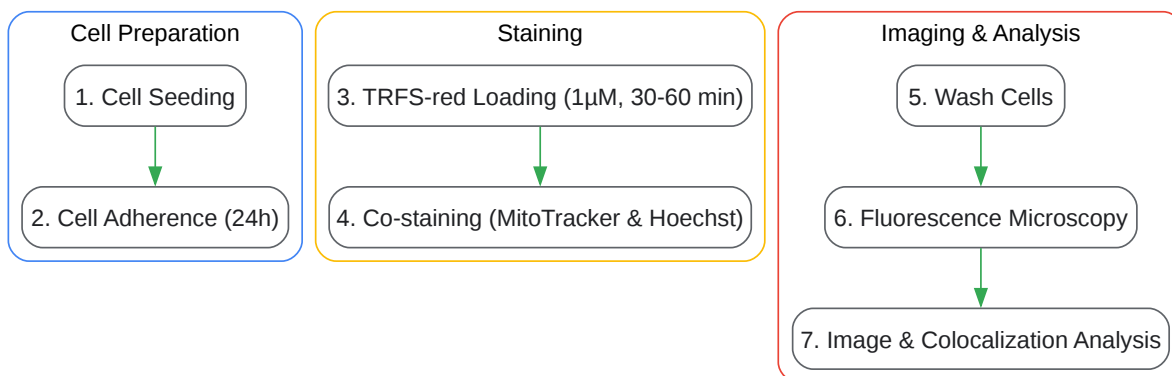 Cell Preparation
1. Cell Seeding
2. Cell Adherence (24h)
Staining
3. TRFS-red Loading (1µM, 30-60 min)
4. Co-staining (MitoTracker & Hoechst)
Imaging & Analysis
5. Wash Cells
6. Fluorescence Microscopy
7. Image & Colocalization Analysis